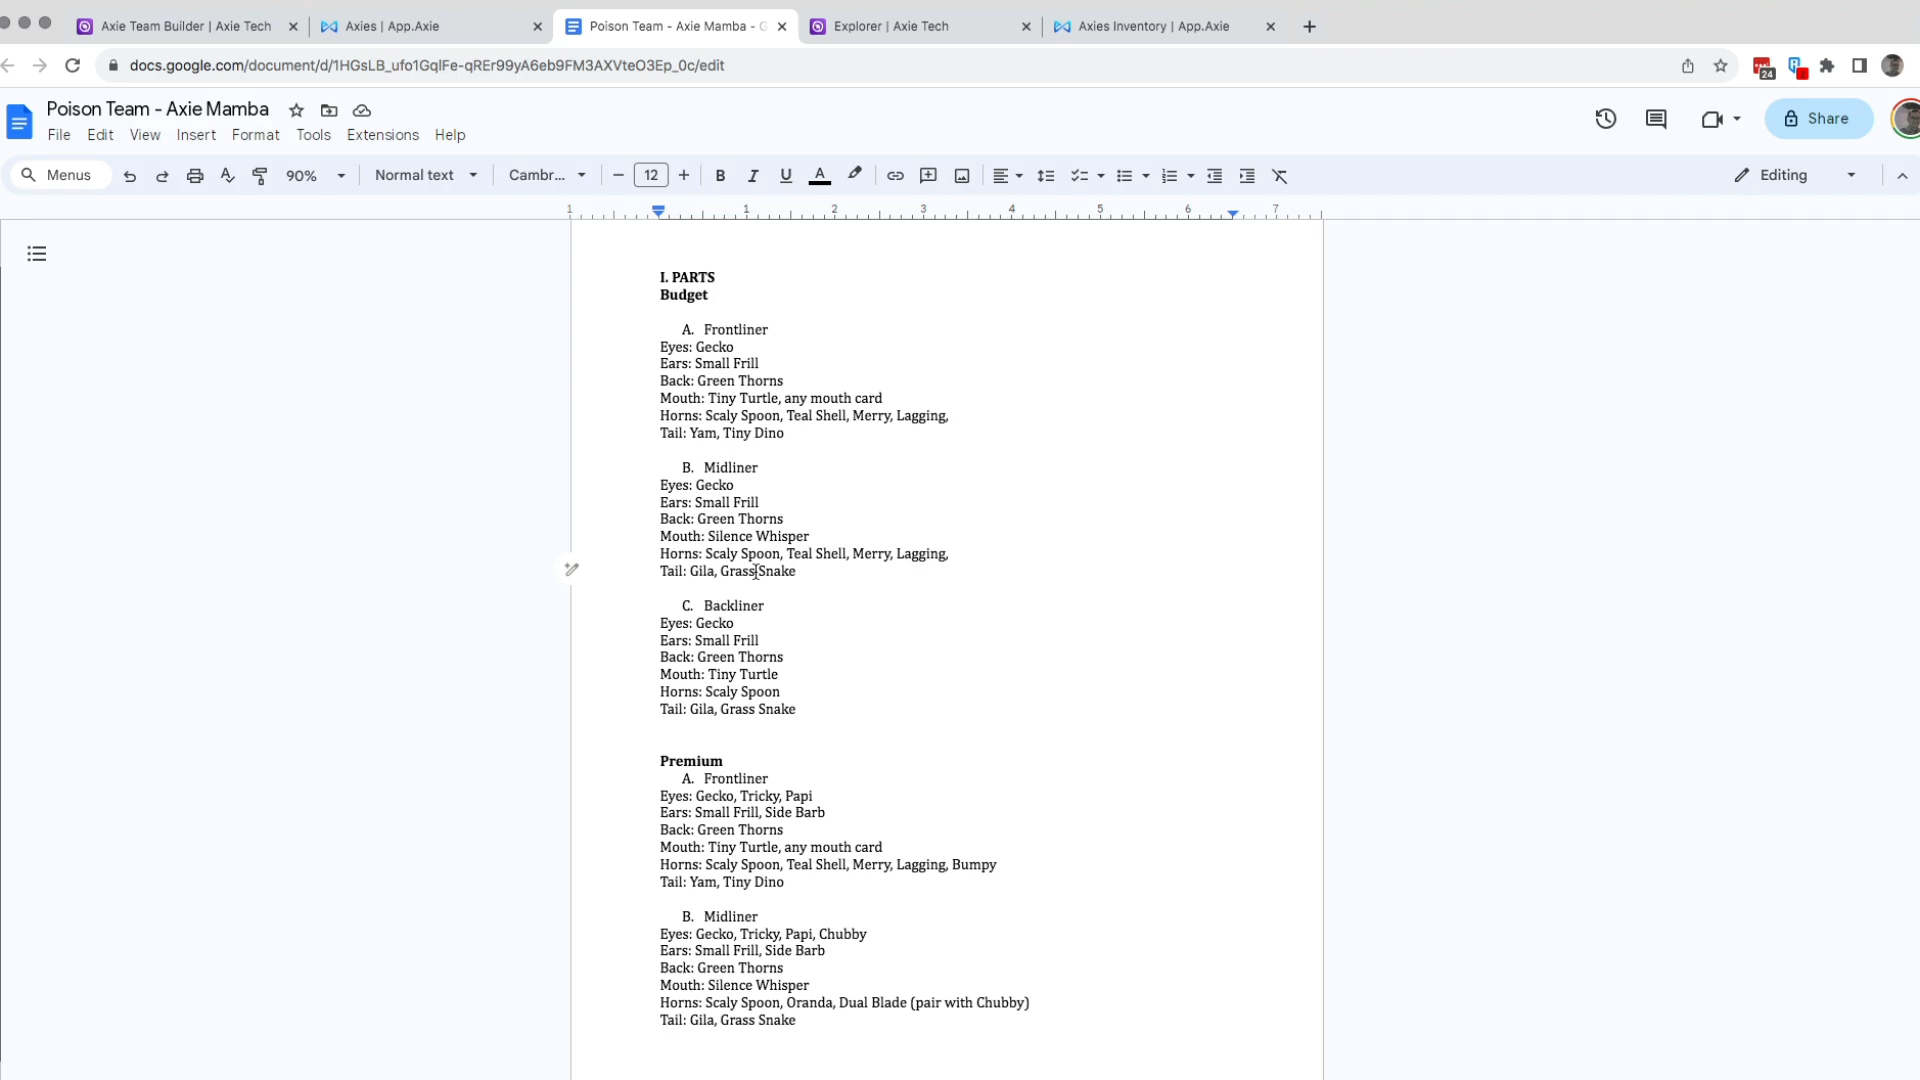 Axie Team Builder | Axie Tech
Axies | App.Axie
Poison Team - Axie Mamba - G
Explorer | Axie Tech
Axies Inventory | App.Axie
docs.google.com/document/d/1HGsLB_ufo1GqlFe-qREr99yA6eb9FM3AXVteO3Ep_0c/edit
24
Poison Team - Axie Mamba
File Edit View Insert Format Tools Extensions Help
Share
Menus 90% Normal text Cambr... 12 B I U A Editing
1 1 2 3 4 5 6 7
I. PARTS
Budget
A. Frontliner
Eyes: Gecko
Ears: Small Frill
Back: Green Thorns
Mouth: Tiny Turtle, any mouth card
Horns: Scaly Spoon, Teal Shell, Merry, Lagging,
Tail: Yam, Tiny Dino
B. Midliner
Eyes: Gecko
Ears: Small Frill
Back: Green Thorns
Mouth: Silence Whisper
Horns: Scaly Spoon, Teal Shell, Merry, Lagging,
Tail: Gila, Grass Snake
C. Backliner
Eyes: Gecko
Ears: Small Frill
Back: Green Thorns
Mouth: Tiny Turtle
Horns: Scaly Spoon
Tail: Gila, Grass Snake
Premium
A. Frontliner
Eyes: Gecko, Tricky, Papi
Ears: Small Frill, Side Barb
Back: Green Thorns
Mouth: Tiny Turtle, any mouth card
Horns: Scaly Spoon, Teal Shell, Merry, Lagging, Bumpy
Tail: Yam, Tiny Dino
B. Midliner
Eyes: Gecko, Tricky, Papi, Chubby
Ears: Small Frill, Side Barb
Back: Green Thorns
Mouth: Silence Whisper
Horns: Scaly Spoon, Oranda, Dual Blade (pair with Chubby)
Tail: Gila, Grass Snake